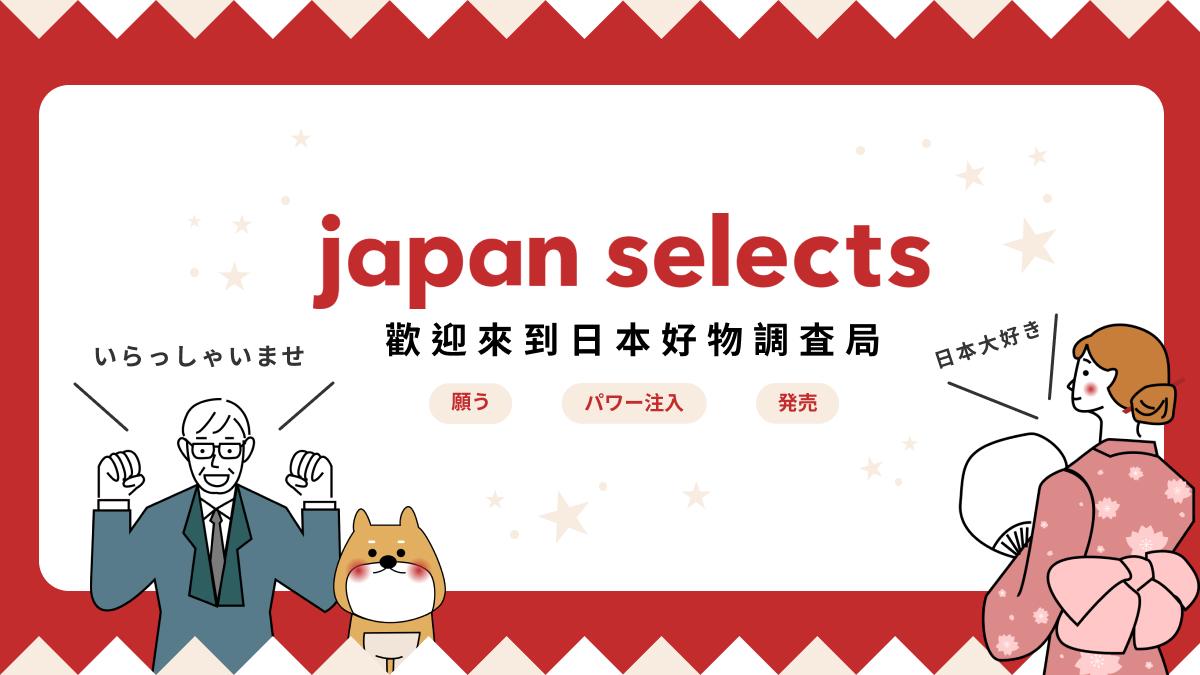 japan selects
歡迎來到日本好物調査局
いらっしゃいませ
日本大好き
願う
パワー注入
発売